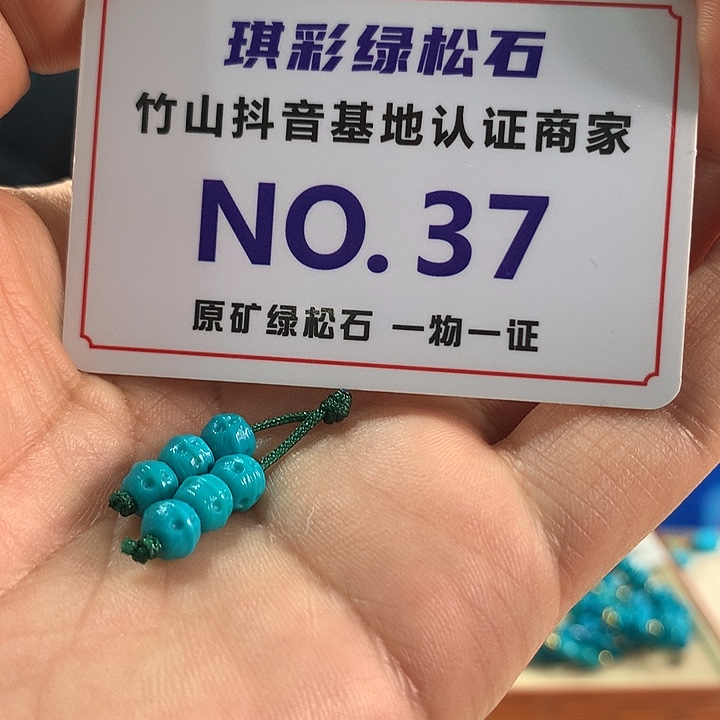 琪彩绿松石
竹山抖音基地认证商家
NO.37
原矿绿松石 一物一证